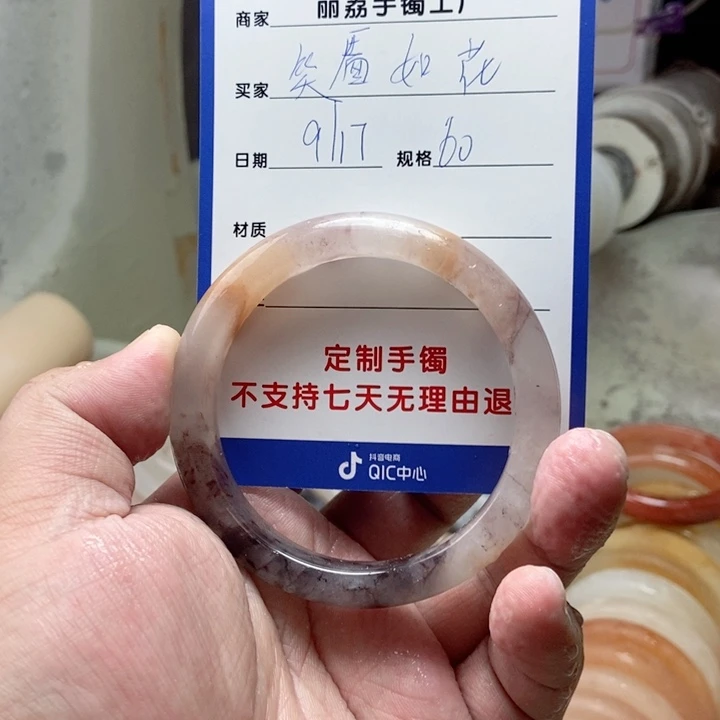 商家 丽荔手镯工厂
买家 笑靥如花
日期 9/17 规格 60
材质
定制手镯
不支持七天无理由退
抖音电商
QIC中心